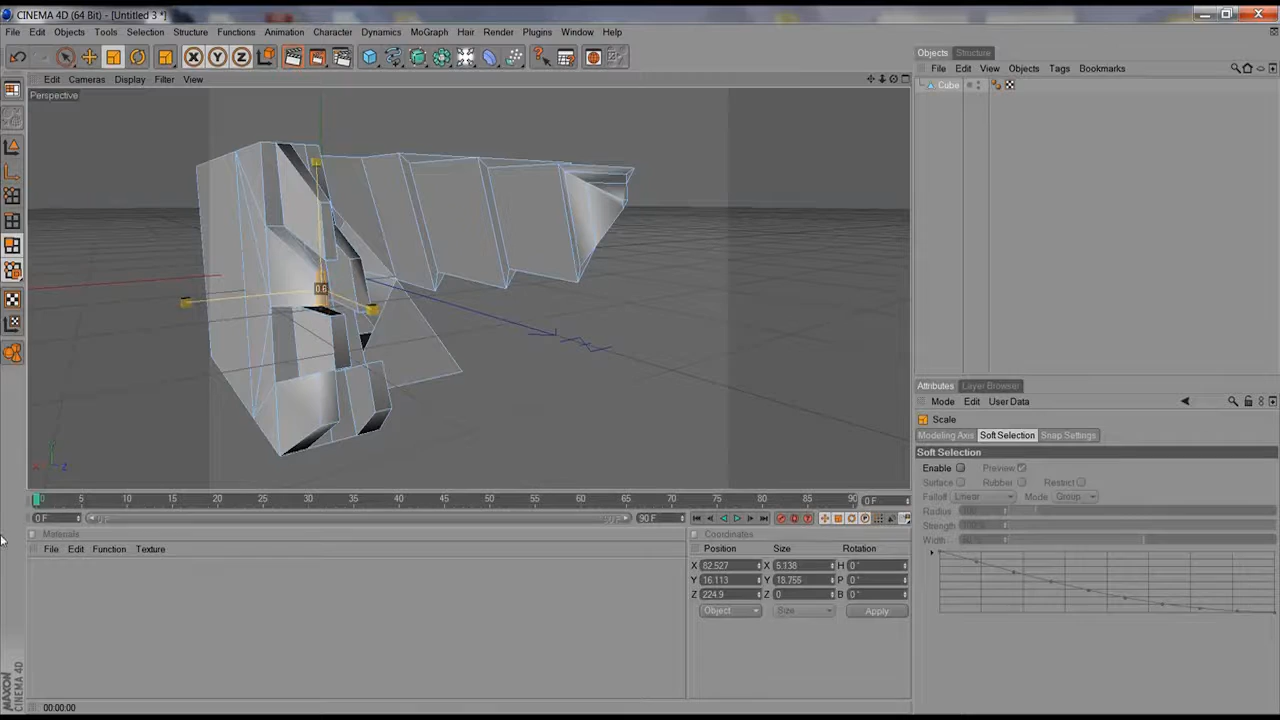 CINEMA 4D (64 Bit) - [Untitled 3 *]
File Edit Objects Tools Selection Structure Functions Animation Character Dynamics MoGraph Hair Render Plugins Window Help
Objects Structure
File Edit View Objects Tags Bookmarks
Cube
Edit Cameras Display Filter View
Perspective
0.6
X
Y
Z
X Z
Attributes Layer Browser
Mode Edit User Data
Scale
Modeling Axis Soft Selection Snap Settings
Soft Selection
Enable Preview
Surface Rubber Restrict
Falloff Linear Mode Group
Radius
Strength
Width
0 5 10 15 20 25 30 35 40 45 50 55 60 65 70 75 80 85 90 0 F
0 F 90 F
Materials
File Edit Function Texture
Coordinates
Position Size Rotation
X 82.527 X 5.138 H 0 °
Y 16.113 Y 18.755 P 0 °
Z 224.9 Z 0 B 0 °
Object Size Apply
MAXON
CINEMA 4D
00:00:00